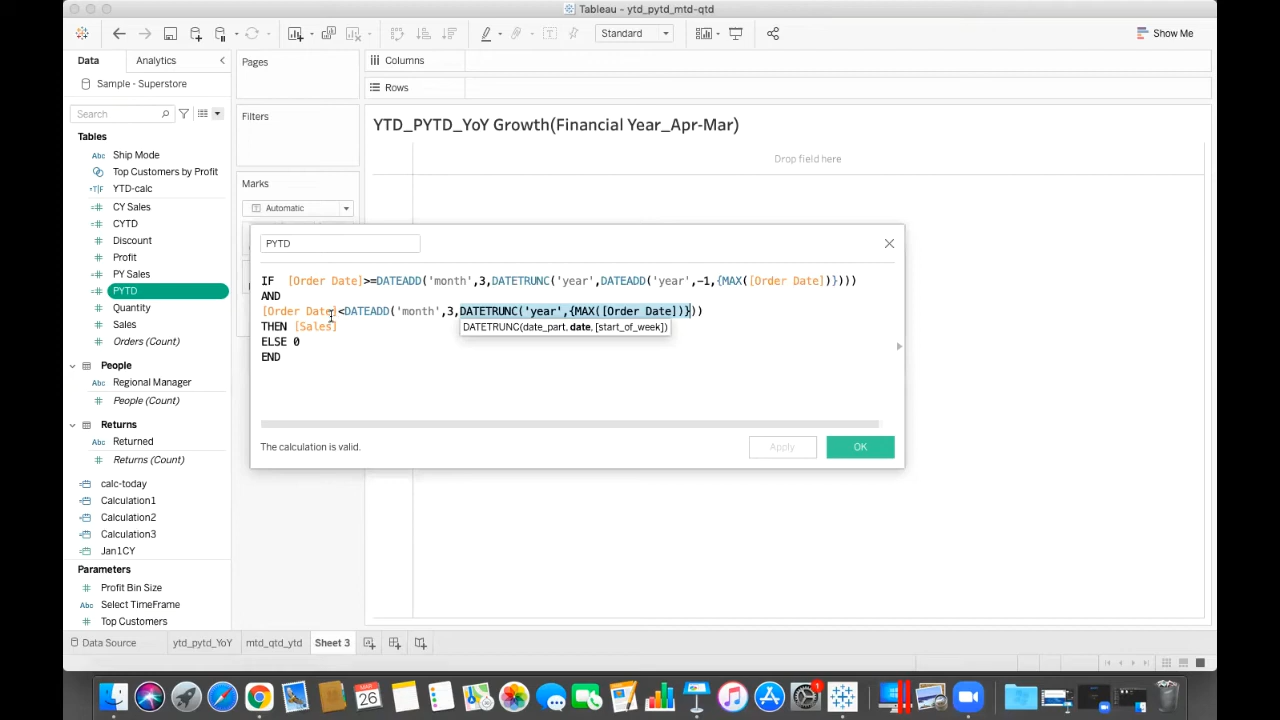 Tableau - ytd_pytd_mtd-qtd
Standard
Show Me
Data
Analytics
Pages
Columns
Sample - Superstore
Rows
Search
Filters
YTD_PYTD_YoY Growth(Financial Year_Apr-Mar)
Tables
Abc Ship Mode
Top Customers by Profit
Drop field here
T|F YTD-calc
Marks
CY Sales
Automatic
CYTD
Discount
PYTD
Profit
PY Sales
IF [Order Date]>=DATEADD('month',3,DATETRUNC('year',DATEADD('year',-1,{MAX([Order Date])})))
PYTD
AND
Quantity
[Order Date]<DATEADD('month',3,DATETRUNC('year',{MAX([Order Date])}))
Sales
THEN [Sales]
DATETRUNC(date_part, date, [start_of_week])
Orders (Count)
ELSE 0
END
People
Abc Regional Manager
People (Count)
Returns
Abc Returned
The calculation is valid.
Apply
OK
Returns (Count)
calc-today
Calculation1
Calculation2
Calculation3
Jan1CY
Parameters
Profit Bin Size
Abc Select TimeFrame
Top Customers
Data Source
ytd_pytd_YoY
mtd_qtd_ytd
Sheet 3
26
1